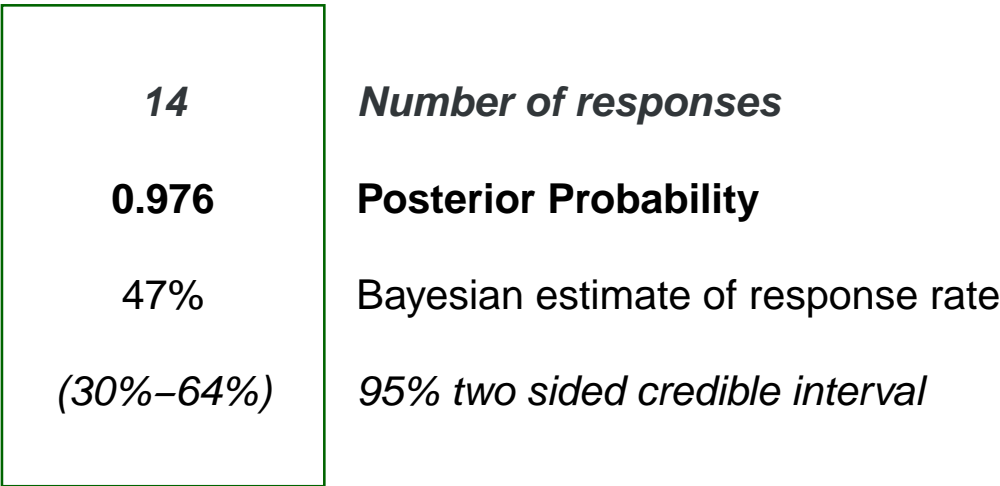 14 Number of responses
0.976 Posterior Probability
47% Bayesian estimate of response rate
(30%–64%) 95% two sided credible interval